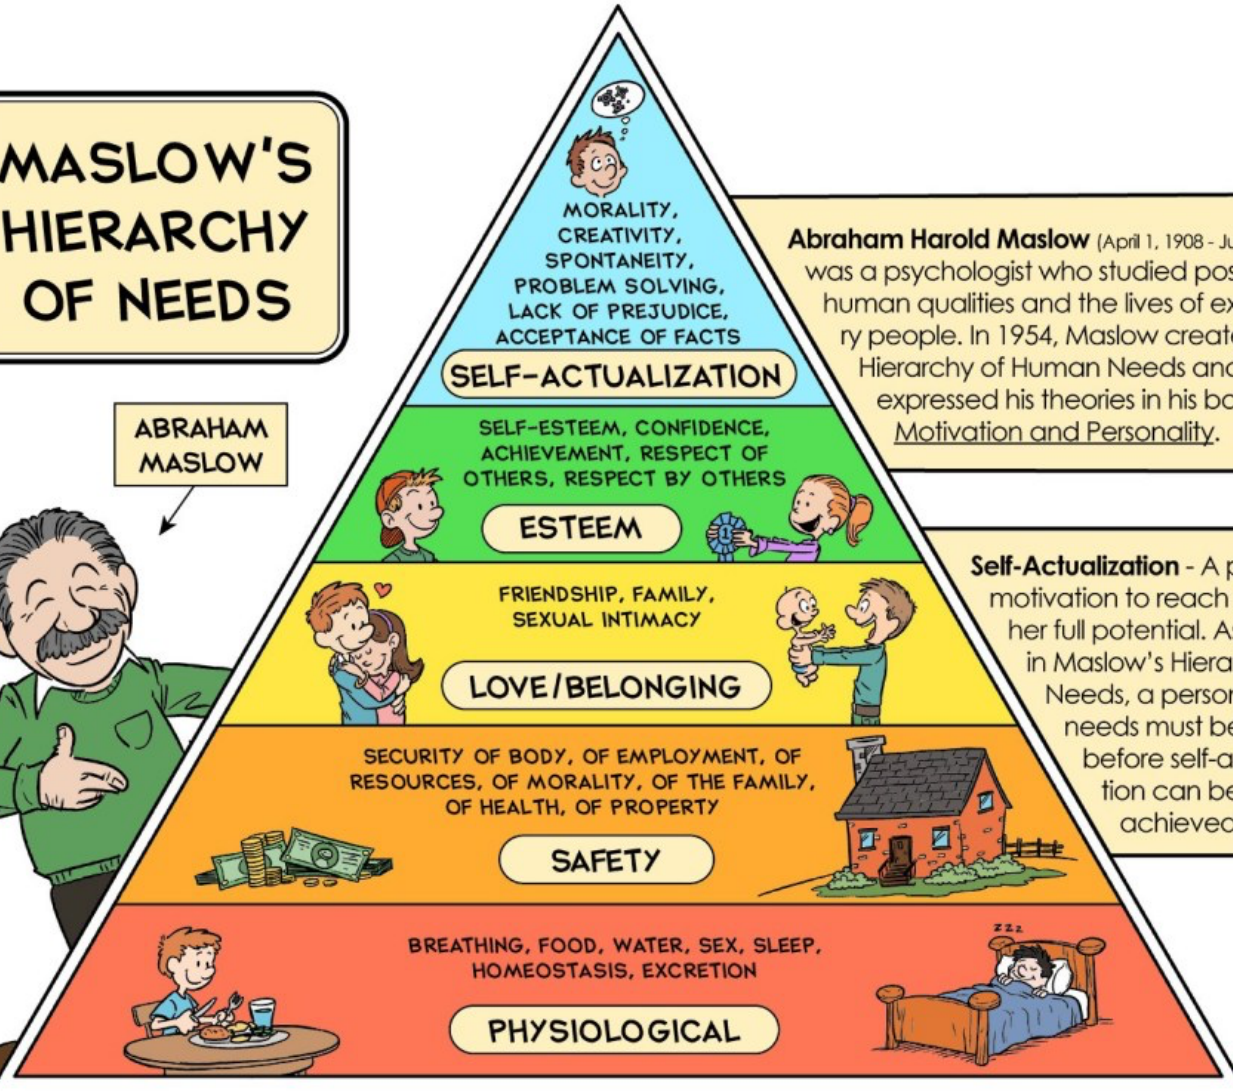 MASLOW'S
HIERARCHY
OF NEEDS
ABRAHAM
MASLOW
MORALITY,
CREATIVITY,
SPONTANEITY,
PROBLEM SOLVING,
LACK OF PREJUDICE,
ACCEPTANCE OF FACTS
SELF-ACTUALIZATION
SELF-ESTEEM, CONFIDENCE,
ACHIEVEMENT, RESPECT OF
OTHERS, RESPECT BY OTHERS
ESTEEM
1
FRIENDSHIP, FAMILY,
SEXUAL INTIMACY
LOVE/BELONGING
SECURITY OF BODY, OF EMPLOYMENT, OF
RESOURCES, OF MORALITY, OF THE FAMILY,
OF HEALTH, OF PROPERTY
SAFETY
BREATHING, FOOD, WATER, SEX, SLEEP,
HOMEOSTASIS, EXCRETION
zzz
PHYSIOLOGICAL
Abraham Harold Maslow (April 1, 1908 -
was a psychologist who studied
human qualities and the lives of
ry people. In 1954, Maslow
Hierarchy of Human Needs
expressed his theories in his
Motivation and Personality.
Self-Actualization - A
motivation to reach
her full potential.
in Maslow's
Needs, a
needs must
before
tion can